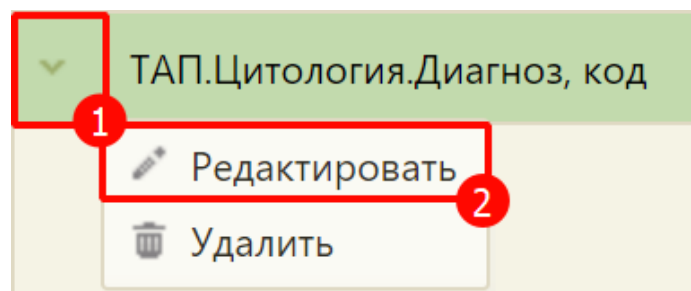 ТАП.Цитология.Диагноз, код
1
Редактировать
2
Удалить